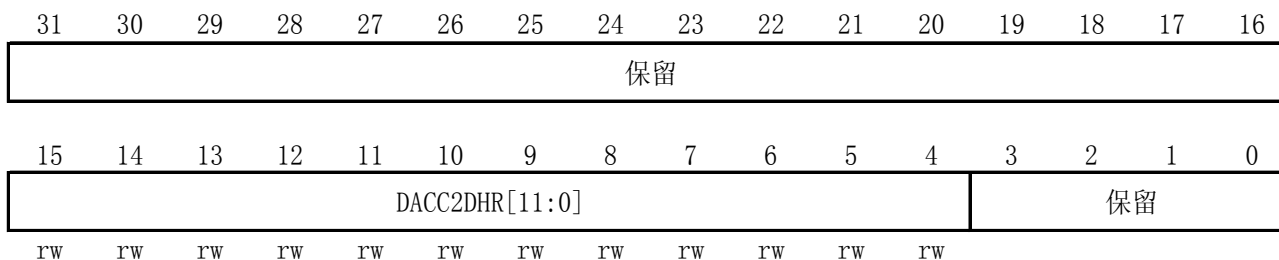 31 30 29 28 27 26 25 24 23 22 21 20 19 18 17 16
保留
15 14 13 12 11 10 9 8 7 6 5 4 3 2 1 0
DACC2DHR[11:0] 保留
rw rw rw rw rw rw rw rw rw rw rw rw